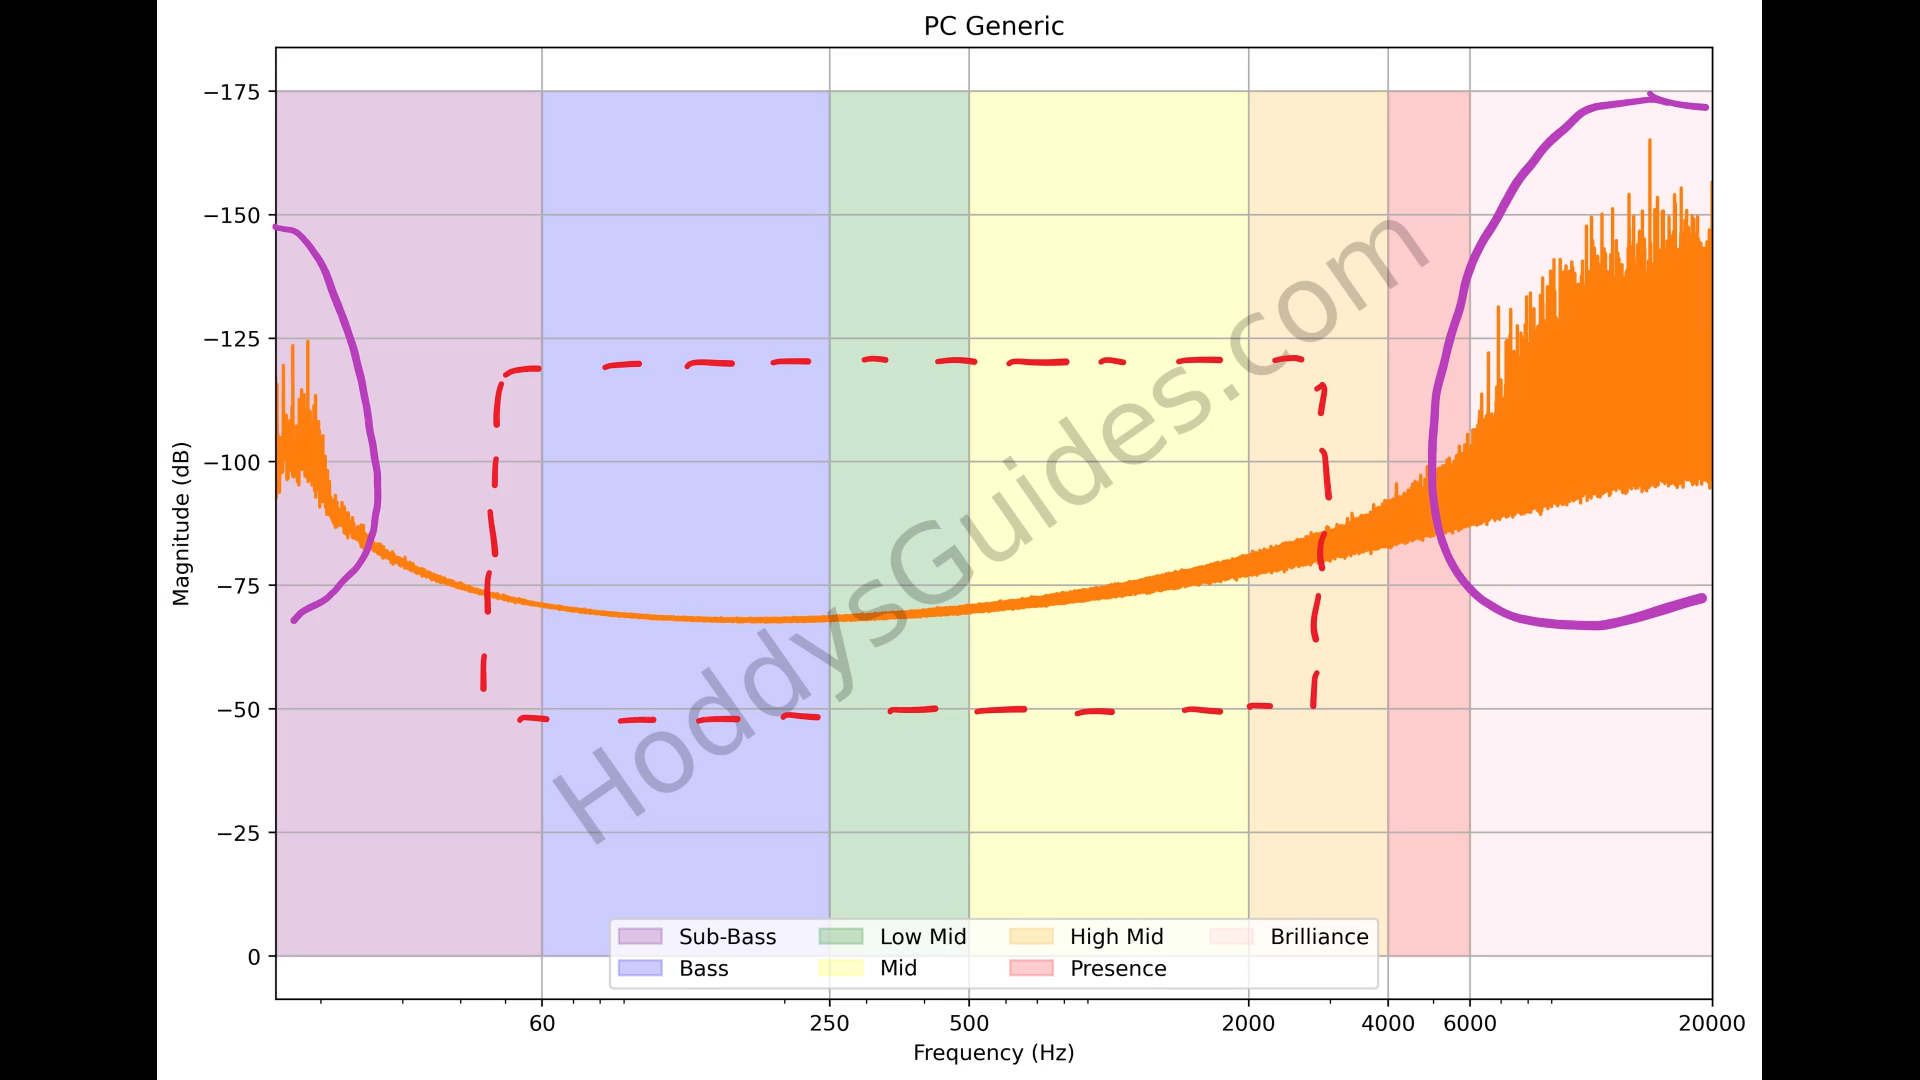 PC Generic
−175
−150
−125
−100
−75
−50
−25
0
Magnitude (dB)
HoddysGuides.com
Sub-Bass
Bass
Low Mid
Mid
High Mid
Presence
Brilliance
60 250 500 2000 4000 6000 20000
Frequency (Hz)